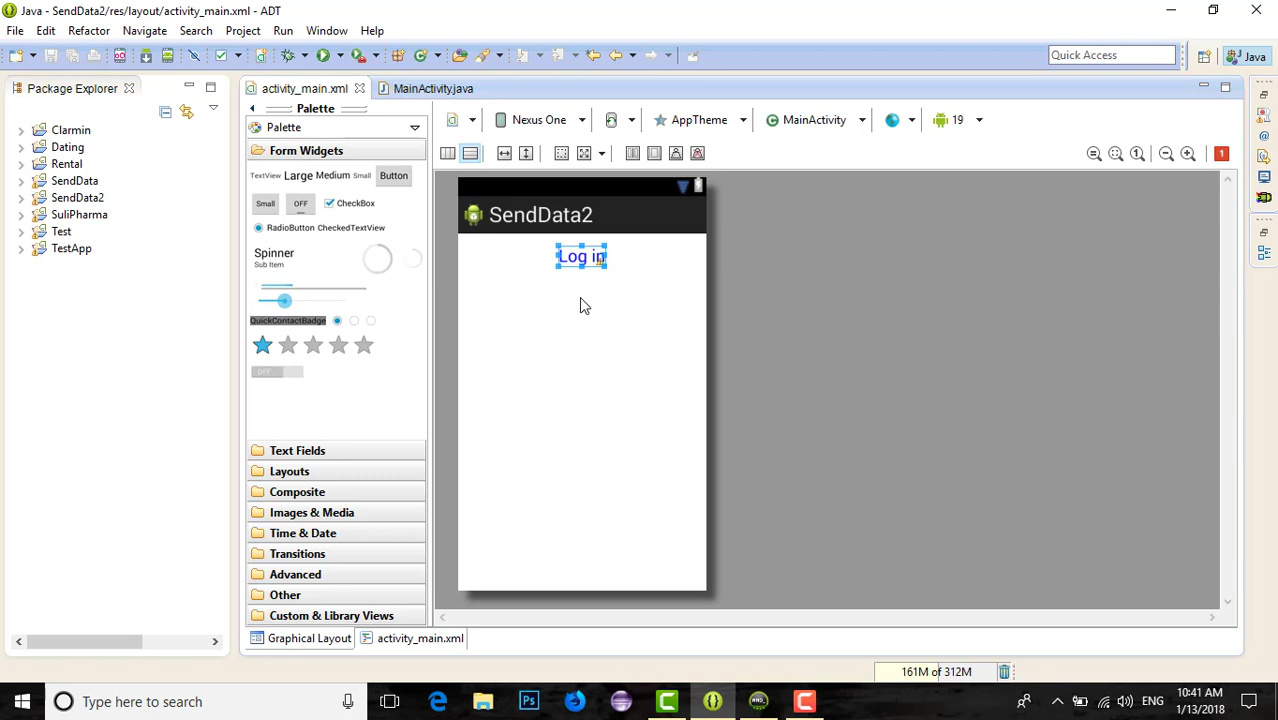 Java - SendData2/res/layout/activity_main.xml - ADT
File Edit Refactor Navigate Search Project Run Window Help
Quick Access
Java
Package Explorer
activity_main.xml
MainActivity.java
Clarmin
Dating
Rental
SendData
SendData2
SuliPharma
Test
TestApp
Palette
Palette
Form Widgets
TextView Large Medium Small Button
Small OFF CheckBox
RadioButton CheckedTextView
Spinner
Sub Item
QuickContactBadge
OFF
Text Fields
Layouts
Composite
Images & Media
Time & Date
Transitions
Advanced
Other
Custom & Library Views
Nexus One
AppTheme
MainActivity
19
1
1
SendData2
Log in
Graphical Layout
activity_main.xml
161M of 312M
Type here to search
ENG
10:41 AM
1/13/2018